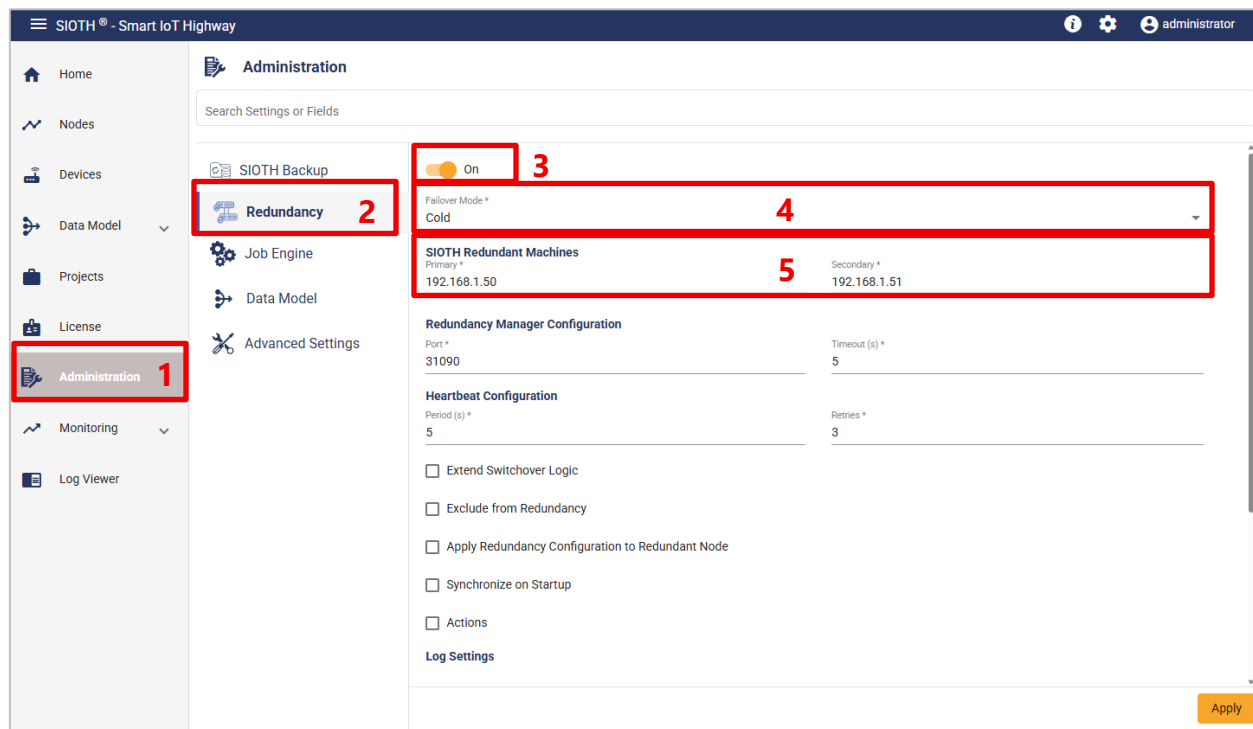 SIOTH ® - Smart IoT Highway
administrator
Home
Nodes
Devices
Data Model
Projects
License
Administration 1
Monitoring
Log Viewer
Administration
Search Settings or Fields
SIOTH Backup
Redundancy 2
Job Engine
Data Model
Advanced Settings
On 3
Failover Mode *
Cold
4
SIOTH Redundant Machines
Primary * Secondary *
192.168.1.50 192.168.1.51
5
Redundancy Manager Configuration
Port * Timeout (s) *
31090 5
Heartbeat Configuration
Period (s) * Retries *
5 3
Extend Switchover Logic
Exclude from Redundancy
Apply Redundancy Configuration to Redundant Node
Synchronize on Startup
Actions
Log Settings
Apply